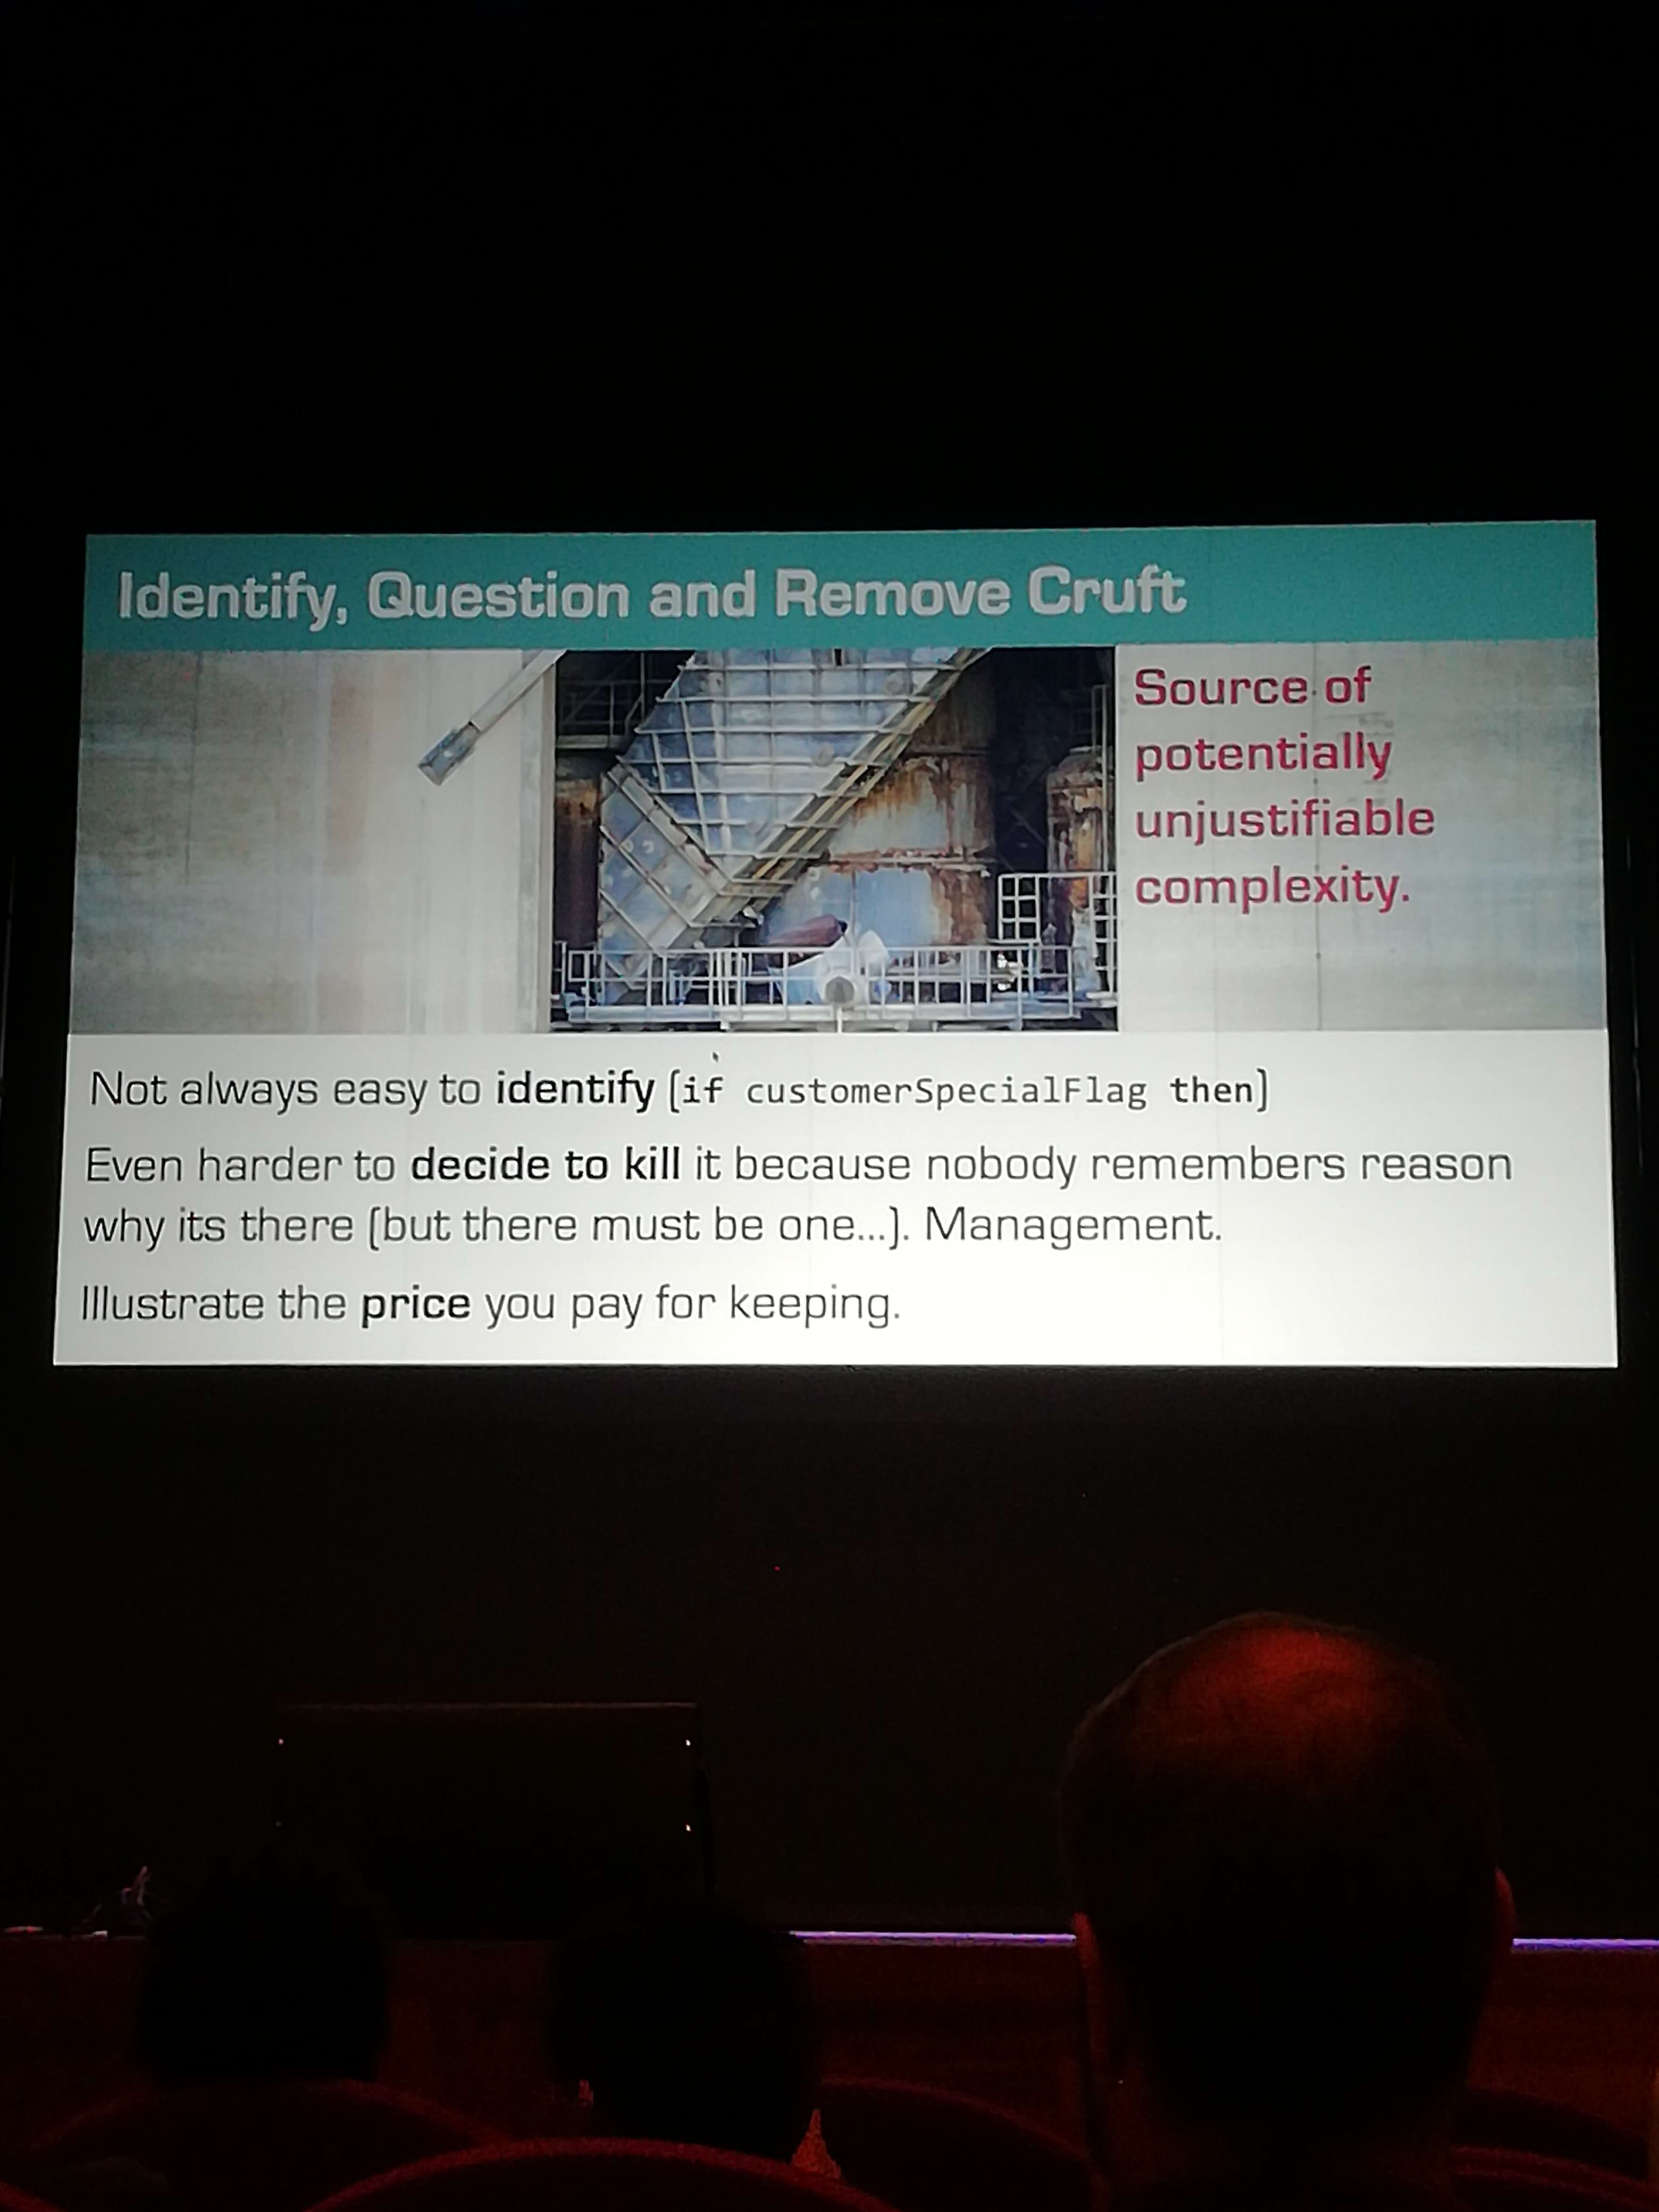 Identify, Question and Remove Cruft
Source of
potentially
unjustifiable
complexity.
Not always easy to identify (if customerSpecialFlag then)
Even harder to decide to kill it because nobody remembers reason
why its there (but there must be one...). Management.
Illustrate the price you pay for keeping.